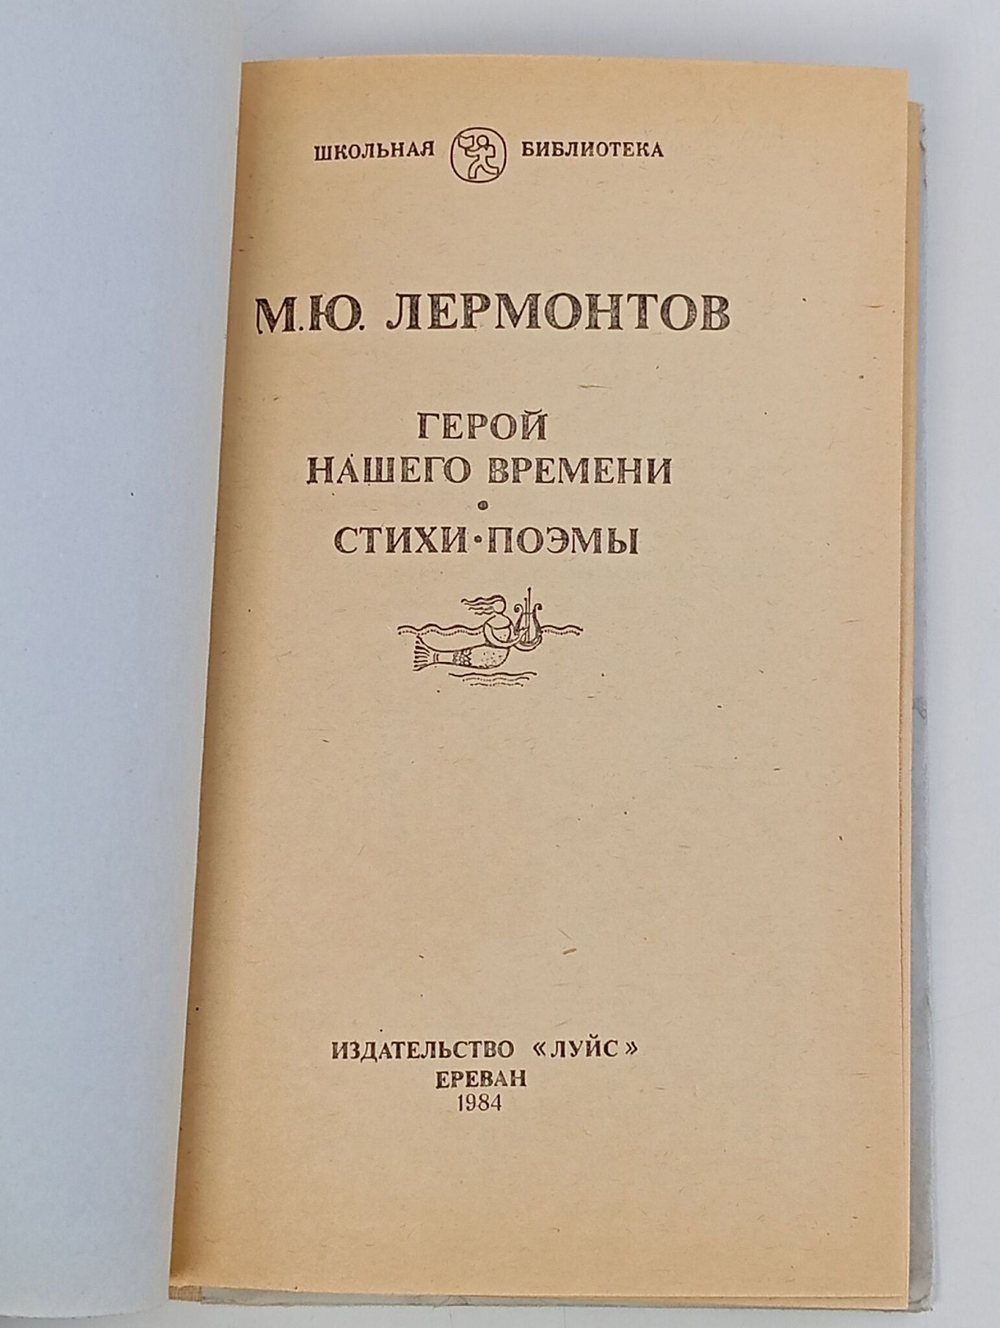 ШКОЛЬНАЯ БИБЛИОТЕКА
М.Ю. ЛЕРМОНТОВ
ГЕРОЙ
НАШЕГО ВРЕМЕНИ
•
СТИХИ•ПОЭМЫ
ИЗДАТЕЛЬСТВО «ЛУЙС»
ЕРЕВАН
1984